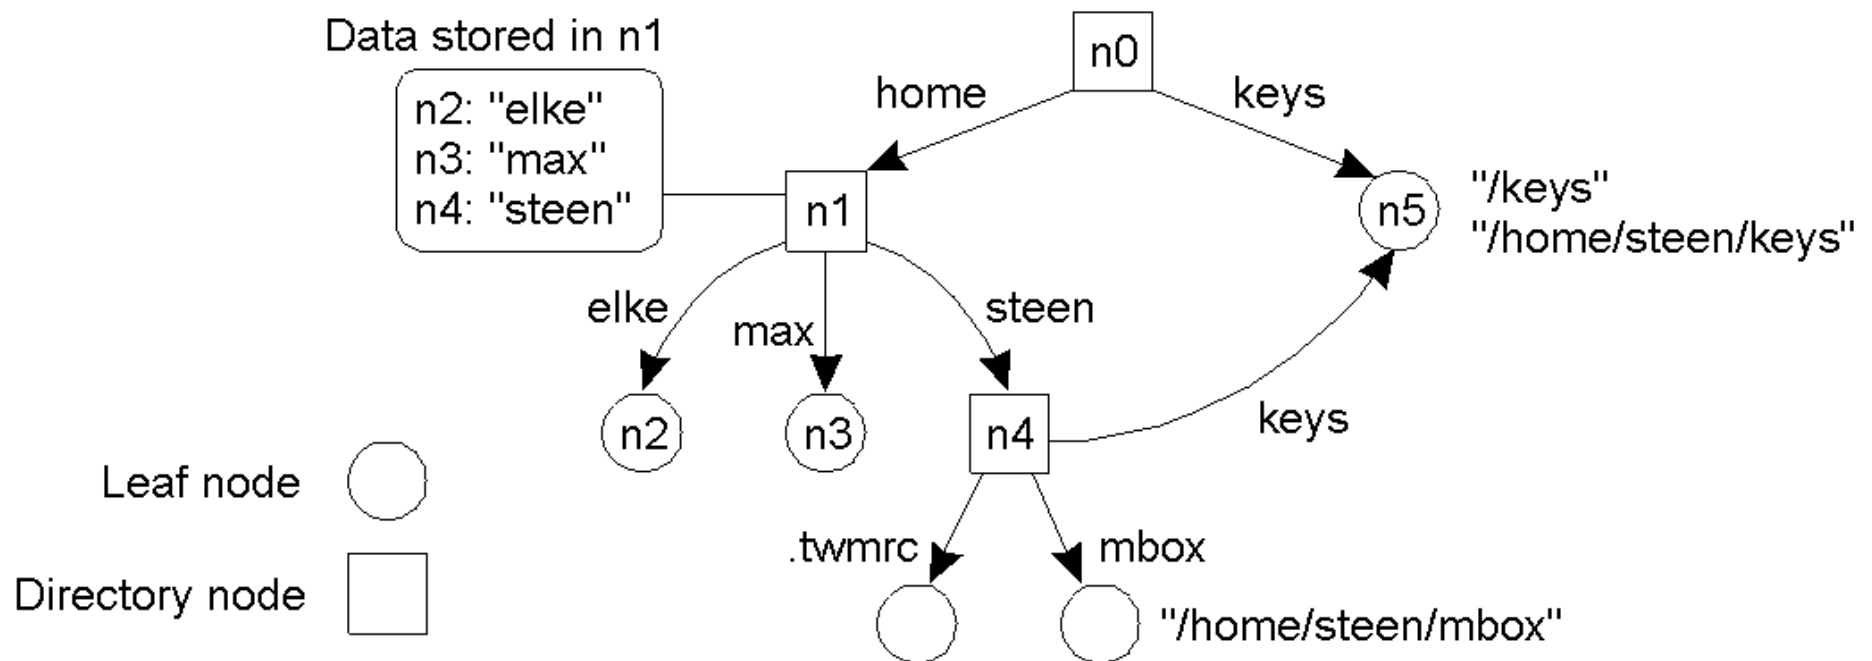 Data stored in n1
n2: "elke"
n3: "max"
n4: "steen"
n0
home
keys
n1
n5
"/keys"
"/home/steen/keys"
elke
max
steen
keys
n2
n3
n4
Leaf node
.twmrc
mbox
Directory node
"/home/steen/mbox"